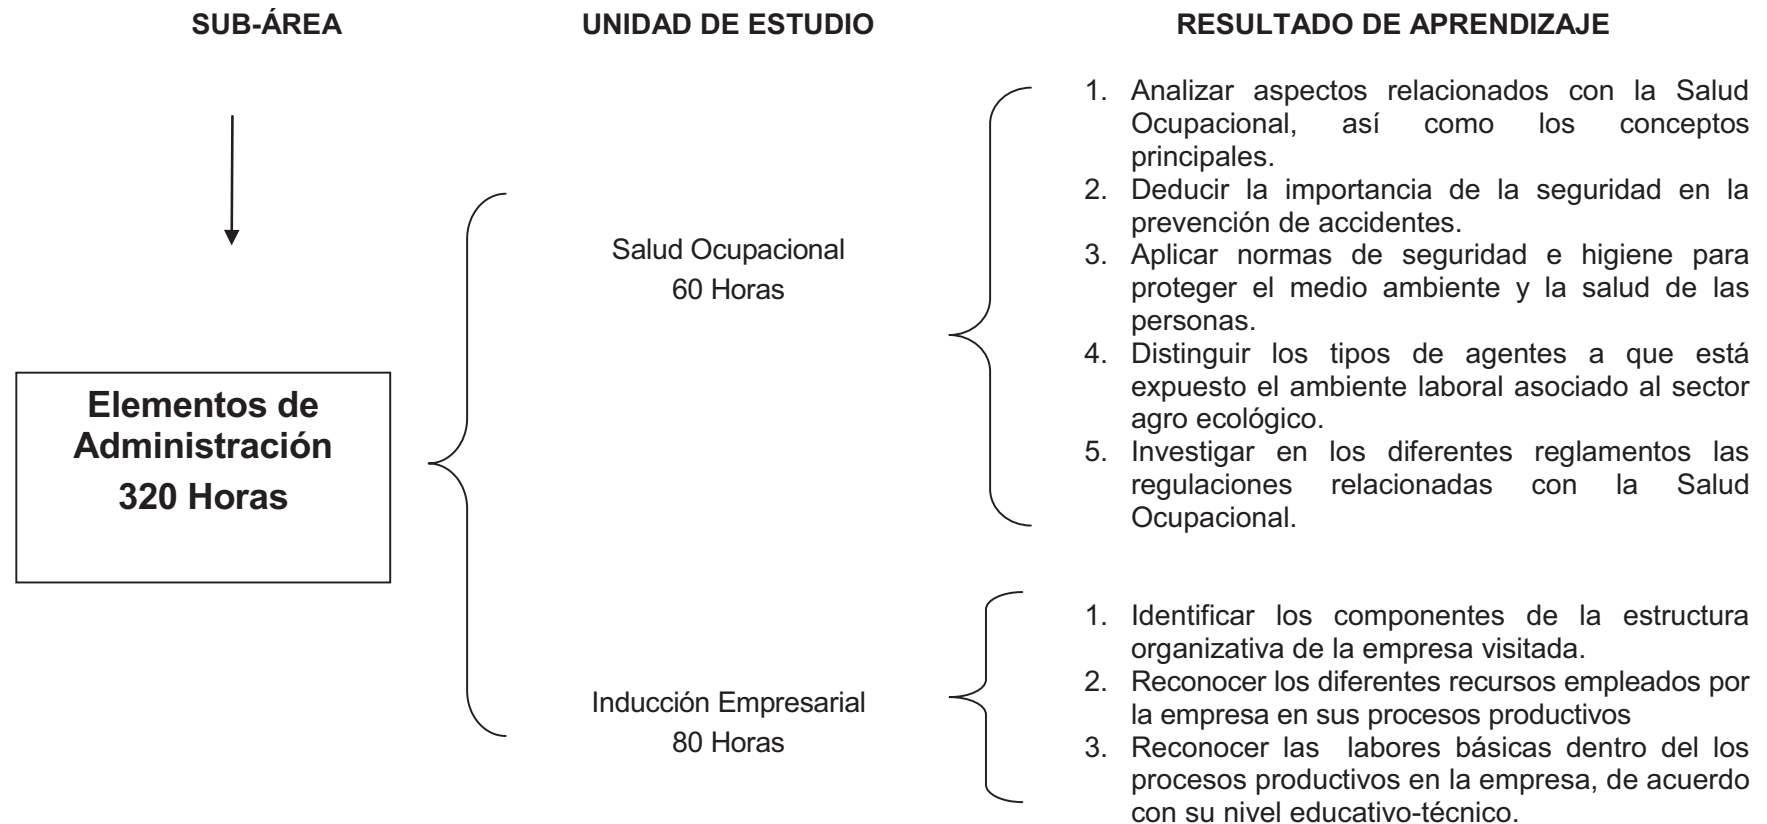 SUB-ÁREA UNIDAD DE ESTUDIO RESULTADO DE APRENDIZAJE
Elementos de
Administración
320 Horas
Salud Ocupacional
60 Horas
1. Analizar aspectos relacionados con la Salud
Ocupacional, así como los conceptos
principales.
2. Deducir la importancia de la seguridad en la
prevención de accidentes.
3. Aplicar normas de seguridad e higiene para
proteger el medio ambiente y la salud de las
personas.
4. Distinguir los tipos de agentes a que está
expuesto el ambiente laboral asociado al sector
agro ecológico.
5. Investigar en los diferentes reglamentos las
regulaciones relacionadas con la Salud
Ocupacional.
Inducción Empresarial
80 Horas
1. Identificar los componentes de la estructura
organizativa de la empresa visitada.
2. Reconocer los diferentes recursos empleados por
la empresa en sus procesos productivos
3. Reconocer las labores básicas dentro del los
procesos productivos en la empresa, de acuerdo
con su nivel educativo-técnico.